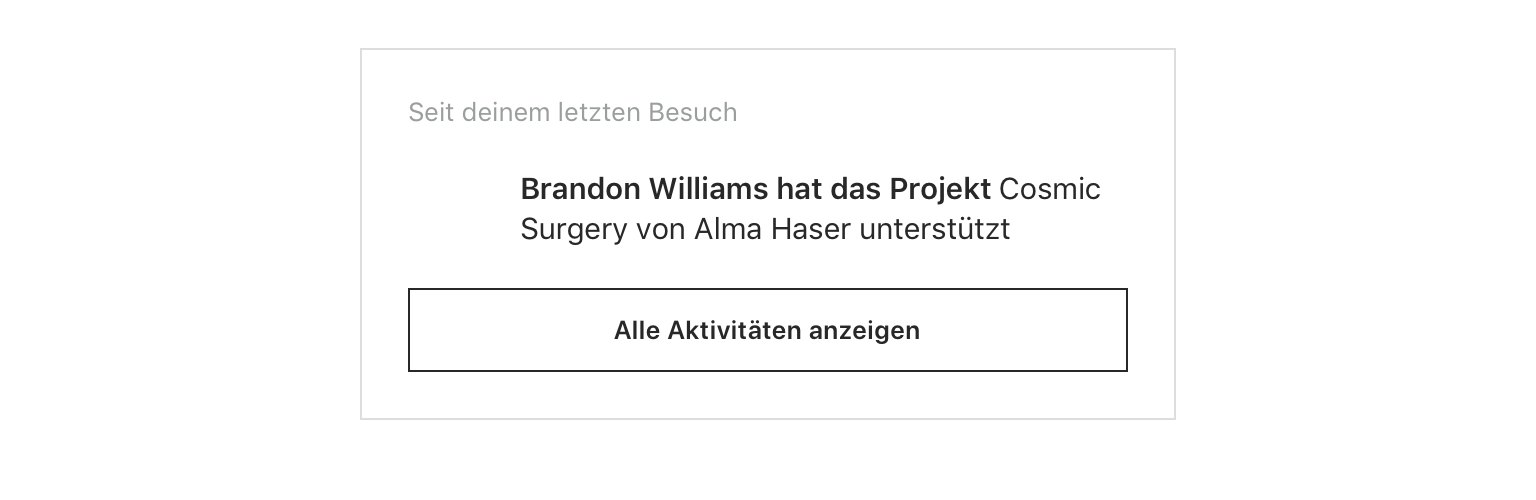 Seit deinem letzten Besuch
Brandon Williams hat das Projekt Cosmic
Surgery von Alma Haser unterstützt
Alle Aktivitäten anzeigen